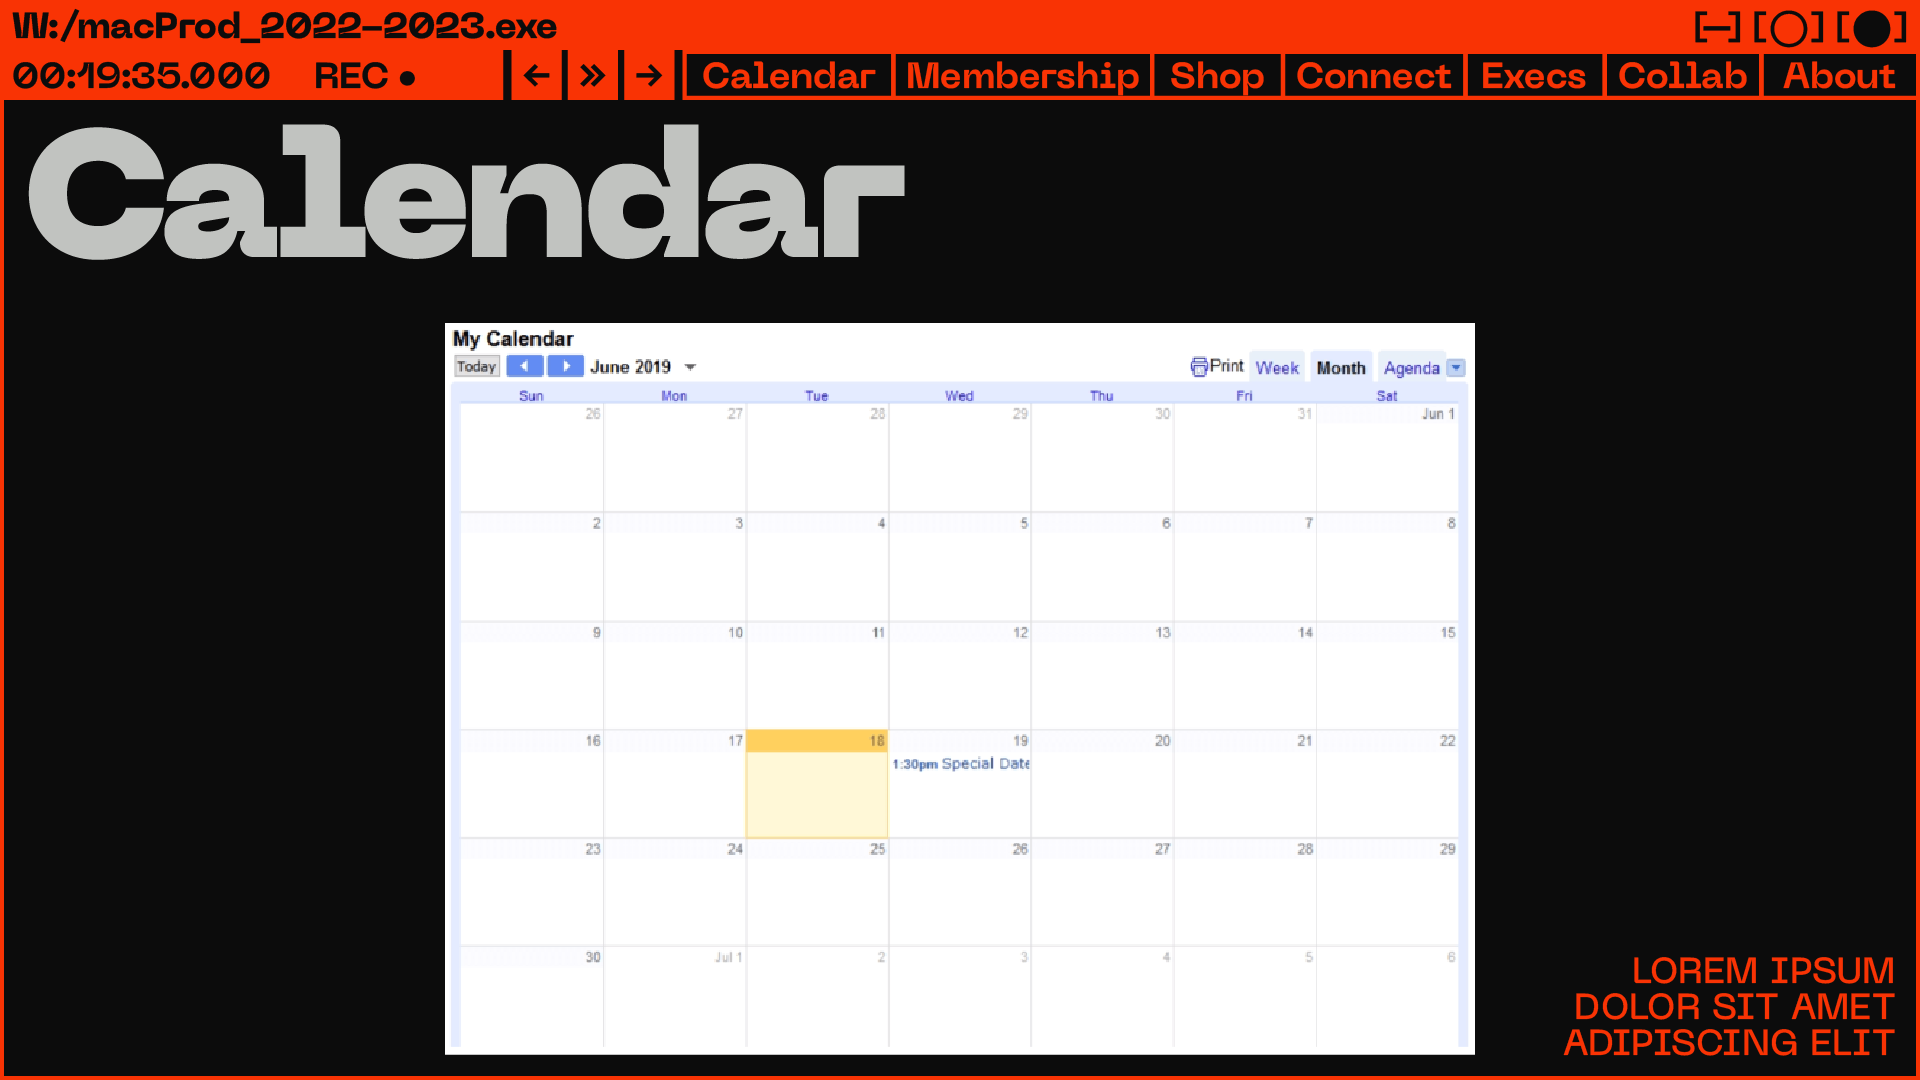 W:/macProd_2022-2023.exe [—] [○] [●]
00:19:35.000 REC ● ← » → Calendar Membership Shop Connect Execs Collab About
Calendar
My Calendar
Today June 2019 Print Week Month Agenda
Sun Mon Tue Wed Thu Fri Sat
26 27 28 29 30 31 Jun 1
2 3 4 5 6 7 8
9 10 11 12 13 14 15
16 17 18 19 20 21 22
1:30pm Special Date
23 24 25 26 27 28 29
30 Jul 1 2 3 4 5 6
LOREM IPSUM
DOLOR SIT AMET
ADIPISCING ELIT